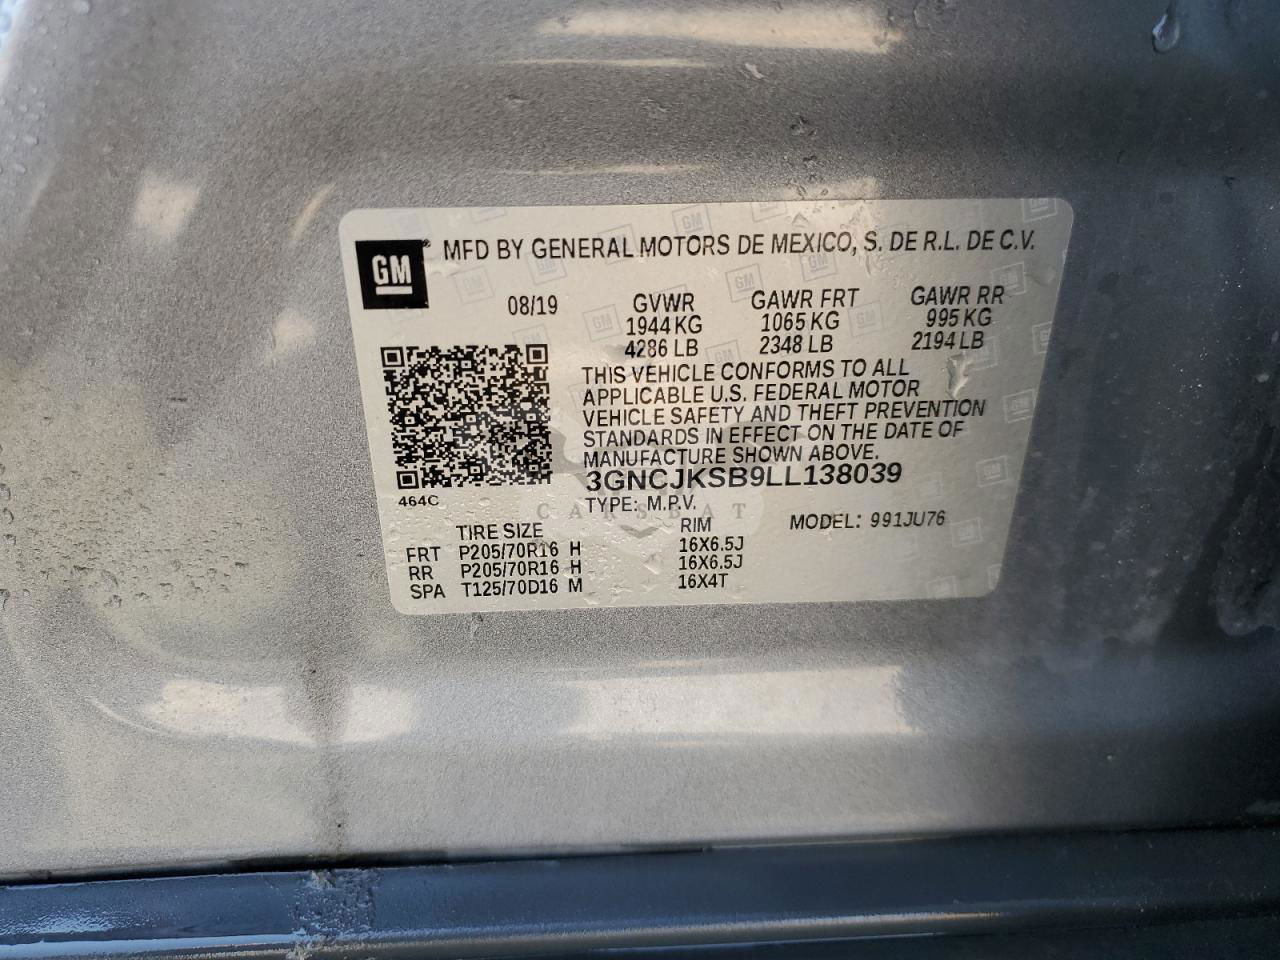 GM ® MFD BY GENERAL MOTORS DE MEXICO, S. DE R.L. DE C.V.
08/19 GVWR GAWR FRT GAWR RR
1944 KG 1065 KG 995 KG
4286 LB 2348 LB 2194 LB
THIS VEHICLE CONFORMS TO ALL
APPLICABLE U.S. FEDERAL MOTOR
VEHICLE SAFETY AND THEFT PREVENTION
STANDARDS IN EFFECT ON THE DATE OF
MANUFACTURE SHOWN ABOVE.
3GNCJKSB9LL138039
464C
TYPE: M.P.V.
CARSBAT
TIRE SIZE RIM MODEL: 991JU76
FRT P205/70R16 H 16X6.5J
RR P205/70R16 H 16X6.5J
SPA T125/70D16 M 16X4T